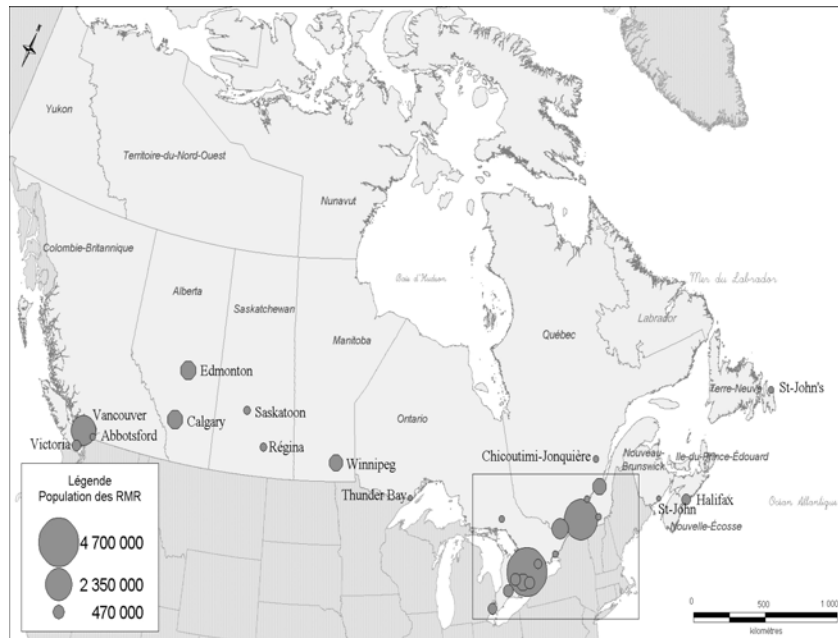 Yukon
Territoire-du-Nord-Ouest
Nunavut
Colombie-Britannique
Alberta
Saskatchewan
Manitoba
Baie d'Hudson
Mer du Labrador
Québec
Labrador
Ontario
Edmonton
Terre-Neuve
St-John's
Vancouver
Abbotsford
Victoria
Calgary
Saskatoon
Régina
Winnipeg
Thunder Bay
Chicoutimi-Jonquière
Nouveau-
Brunswick
Ile-du-Prince-Édouard
St-John
Halifax
Nouvelle-Écosse
Océan Atlantique
Légende
Population des RMR
4 700 000
2 350 000
470 000
0 500 1 000
kilomètres